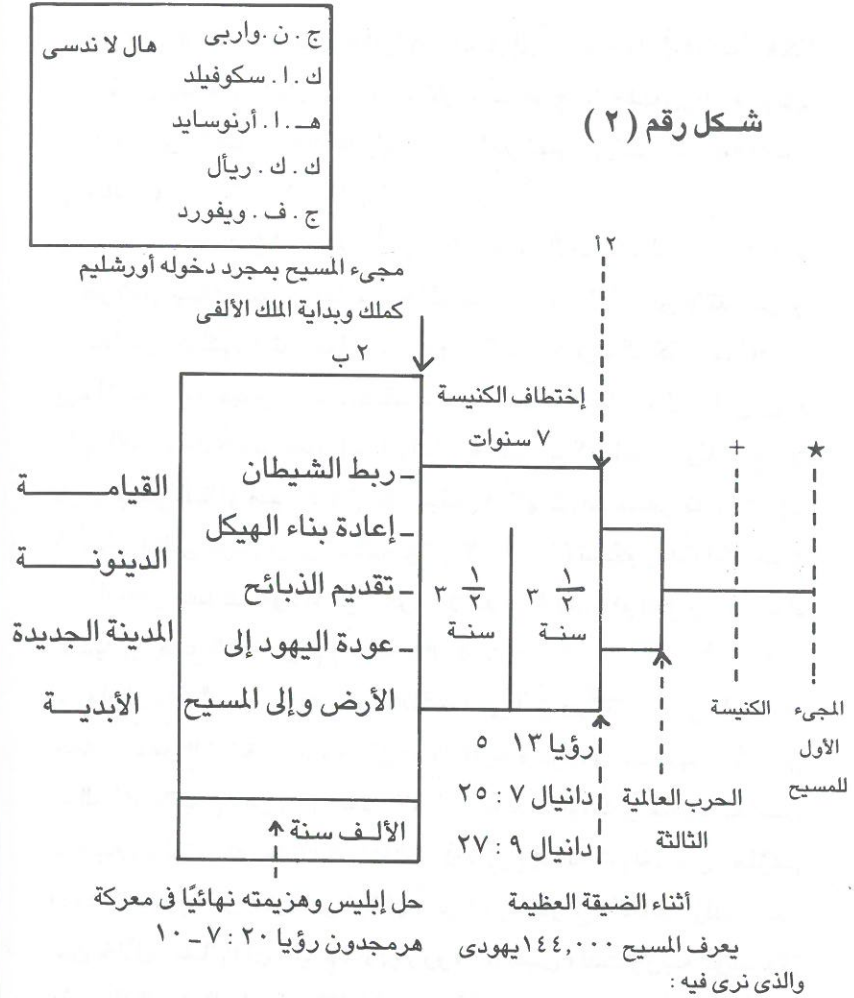 ج . ن . واربى
هال لاندسى
ك . ا . سكوفيلد
هـ . ا . أرنوسايد
ك . ك . ريأل
ج . ف . ويفورد
شكل رقم ( ٢ )
مجىء المسيح بمجرد دخوله أورشليم
كملك وبداية الملك الألفى
٢ ب
٢ أ
إختطاف الكنيسة
٧ سنوات
ربط الشيطان
إعادة بناء الهيكل
تقديم الذبائح
عودة اليهود إلى
الأرض وإلى المسيح
القيامة
الدينونة
المدينة الجديدة
الأبدية
٣ ١/٢
سنة
٣ ١/٢
سنة
المجىء
الأول
للمسيح
الكنيسة
الحرب العالمية
الثالثة
رؤيا ١٣ ٥
دانيال ٧ : ٢٥
دانيال ٩ : ٢٧
الألف سنة
حل إبليس وهزيمته نهائيًا فى معركة
هرمجدون رؤيا ٢٠ : ٧ – ١٠
أثناء الضيقة العظيمة
يعرف المسيح ١٤٤,٠٠٠ يهودى
والذى نرى فيه :